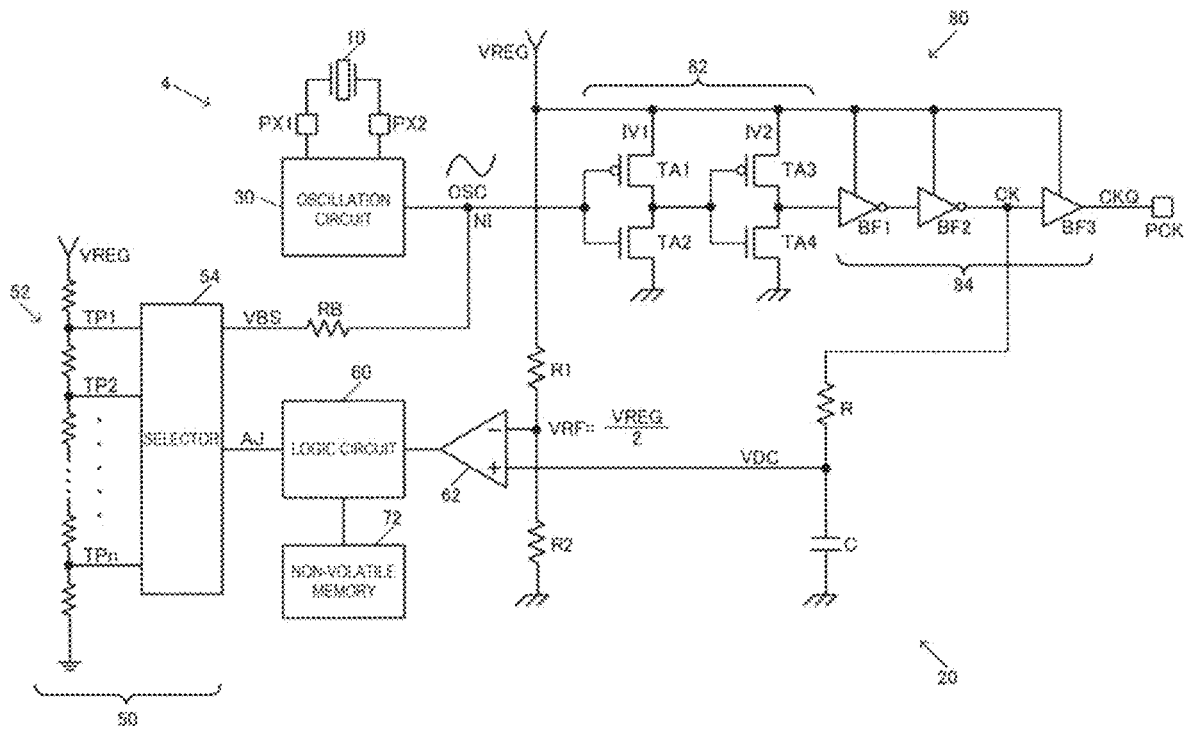 10
80
VREG
82
4
PX1
PX2
IV1
IV2
TA1
TA3
30
OSCILLATION
CIRCUIT
OSC
NI
CK
CKQ
BF1
BF2
BF3
PCK
TA2
TA4
84
VREG
52
54
TP1
VBS
RB
TP2
R1
R
60
SELECTOR
AJ
LOGIC CIRCUIT
-
VRF= VREG
2
+
VDC
62
72
R2
C
TPn
NON-VOLATILE
MEMORY
20
50